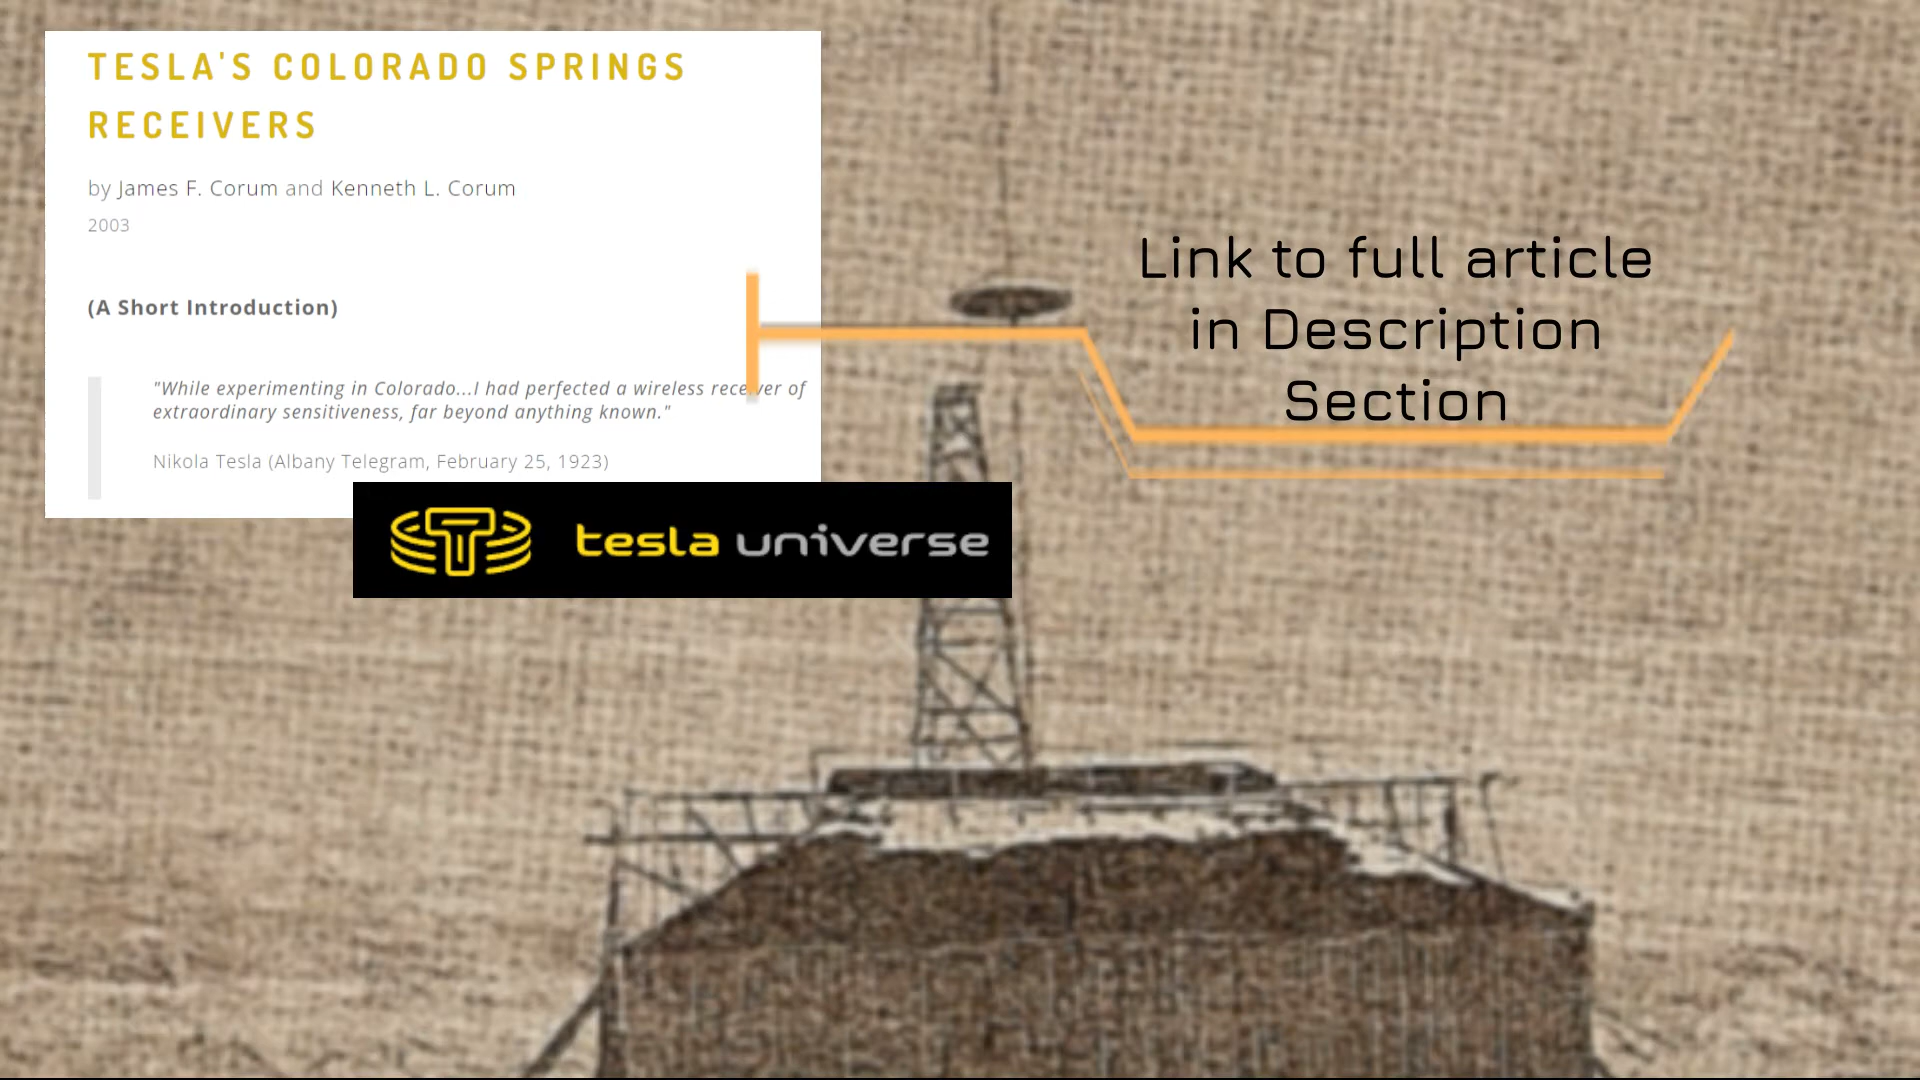 TESLA'S COLORADO SPRINGS
RECEIVERS
by James F. Corum and Kenneth L. Corum
2003
(A Short Introduction)
"While experimenting in Colorado...I had perfected a wireless receiver of
extraordinary sensitiveness, far beyond anything known."
Nikola Tesla (Albany Telegram, February 25, 1923)
tesla universe
Link to full article
in Description
Section